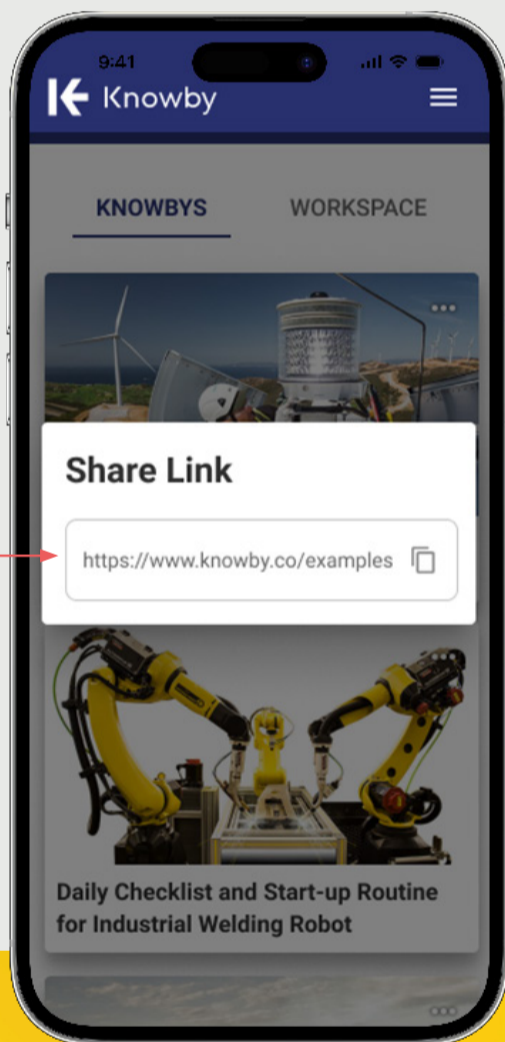 9:41
Knowby
KNOWBYS
WORKSPACE
Share Link
https://www.knowby.co/examples
Daily Checklist and Start-up Routine
for Industrial Welding Robot